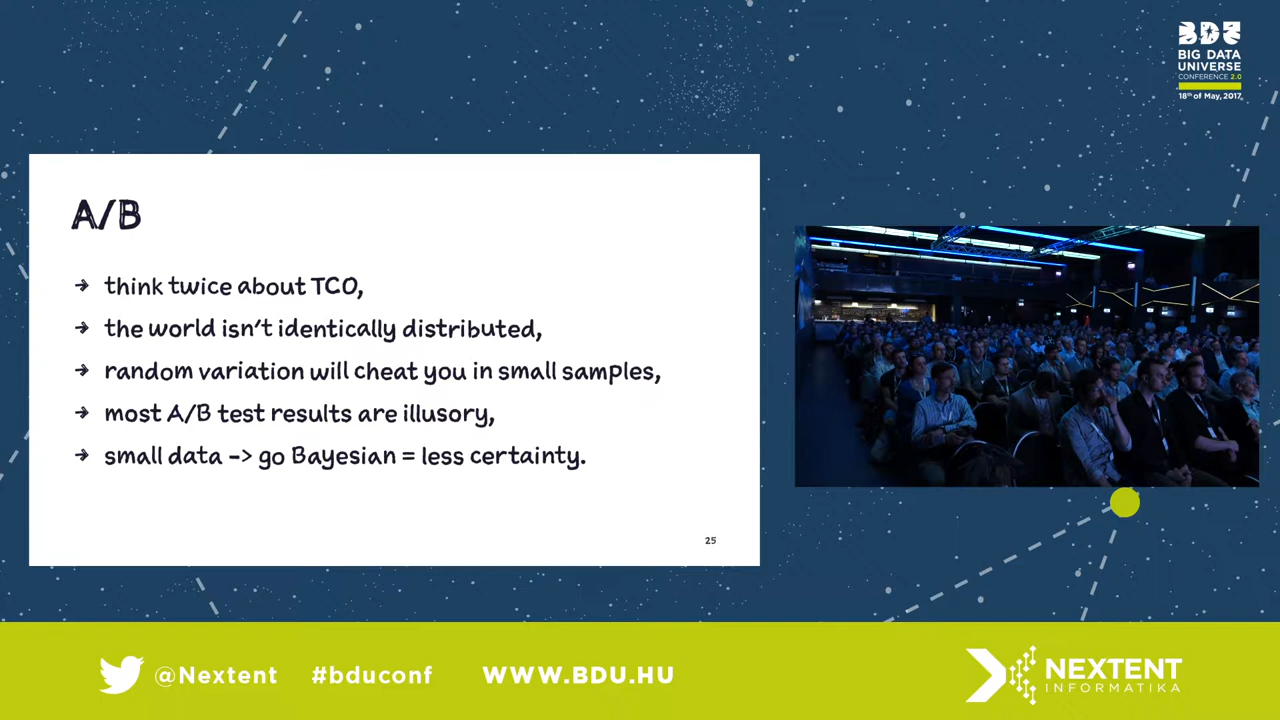 BDU
BIG DATA
UNIVERSE
CONFERENCE 2.0
18th of May, 2017
A/B
➔ think twice about TCO,
➔ the world isn't identically distributed,
➔ random variation will cheat you in small samples,
➔ most A/B test results are illusory,
➔ small data -> go Bayesian = less certainty.
25
@Nextent #bduconf WWW.BDU.HU
NEXTENT
INFORMATIKA